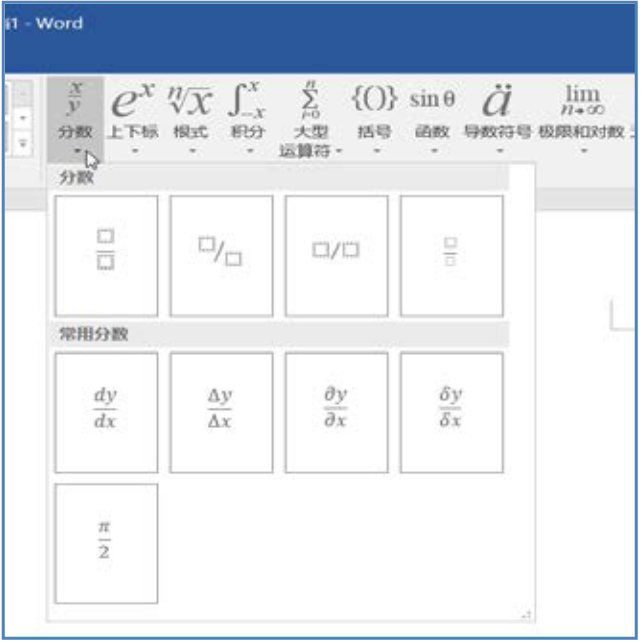 1 - Word
x/y e^x ⁿ√x ∫_{-x}^{x} ∑_{i=0}^{n} {()} sin θ ä lim n→∞
分数 上下标 根式 积分 大型 运算符 括号 函数 导数符号 极限和对数
分数
□/□ □/□ □/□ □/□
常用分数
dy/dx Δy/Δx ∂y/∂x δy/δx
π/2